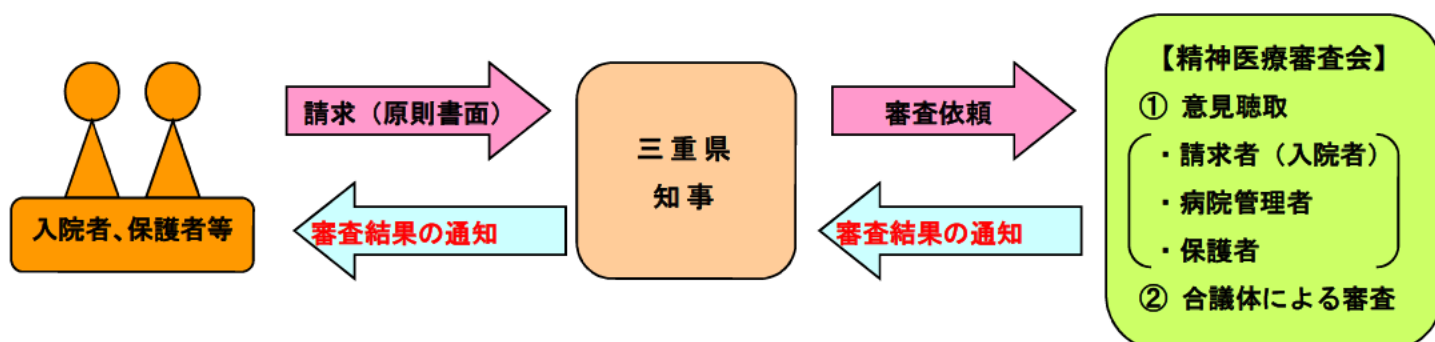 入院者、保護者等
請求（原則書面）
審査結果の通知
三重県
知事
審査依頼
審査結果の通知
【精神医療審査会】
① 意見聴取
・請求者（入院者）
・病院管理者
・保護者
② 合議体による審査